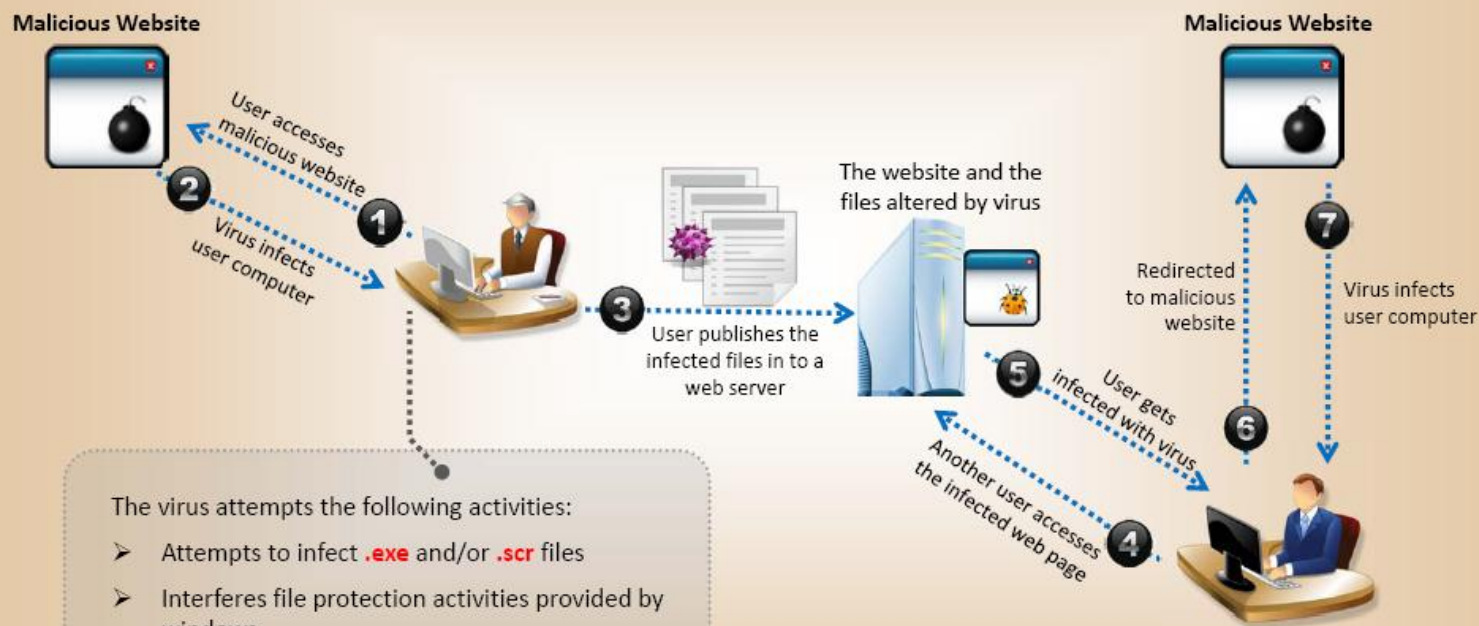 Malicious Website
Malicious Website
User accesses
malicious website
1
2
Virus infects
user computer
3
User publishes the
infected files in to a
web server
The website and the
files altered by virus
4
Another user accesses
the infected web page
5
User gets
infected with virus
6
Redirected
to malicious
website
7
Virus infects
user computer
The virus attempts the following activities:
➢ Attempts to infect .exe and/or .scr files
➢ Interferes file protection activities provided by